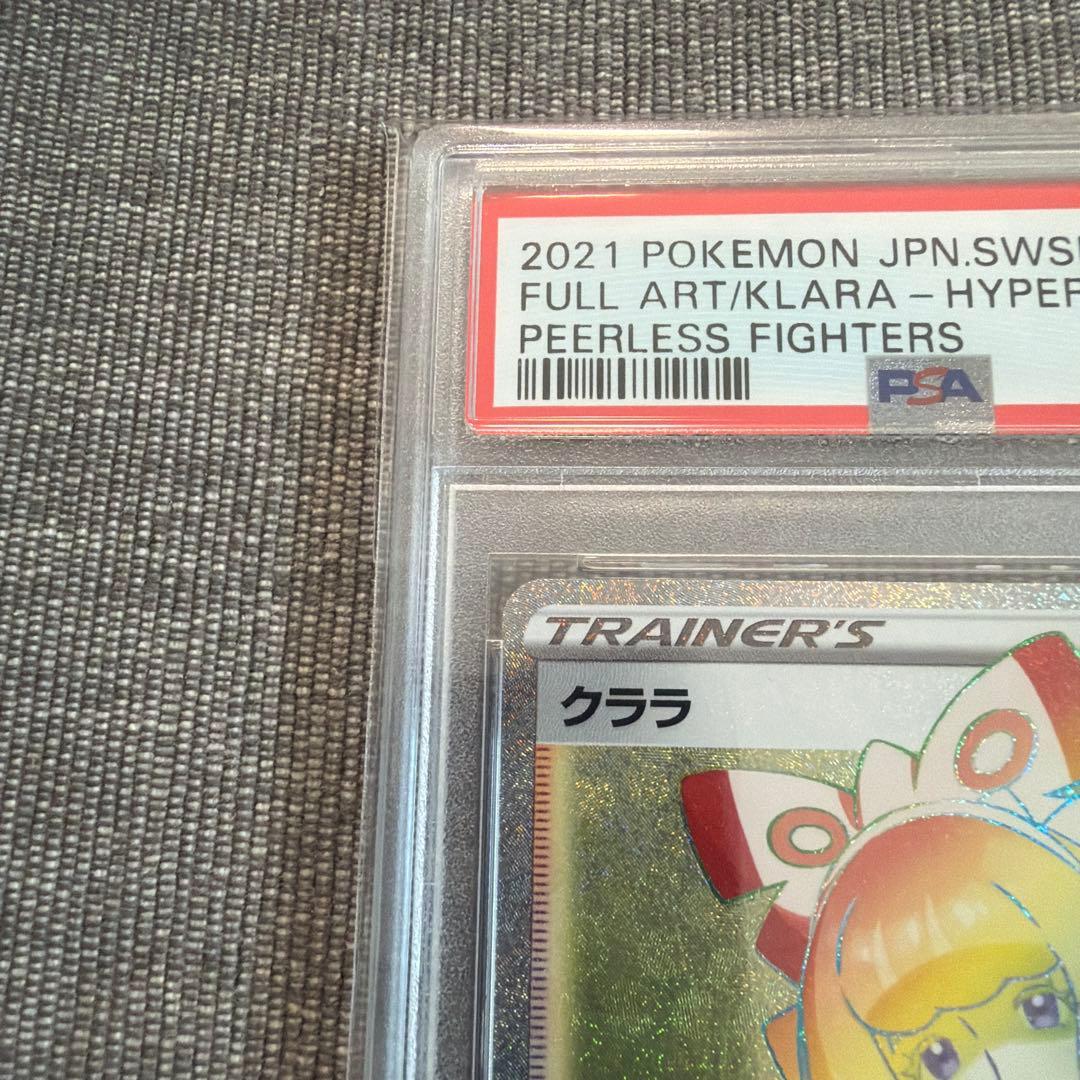 2021 POKEMON JPN.SWSH
FULL ART/KLARA – HYPER
PEERLESS FIGHTERS
PSA
TRAINER'S
クララ